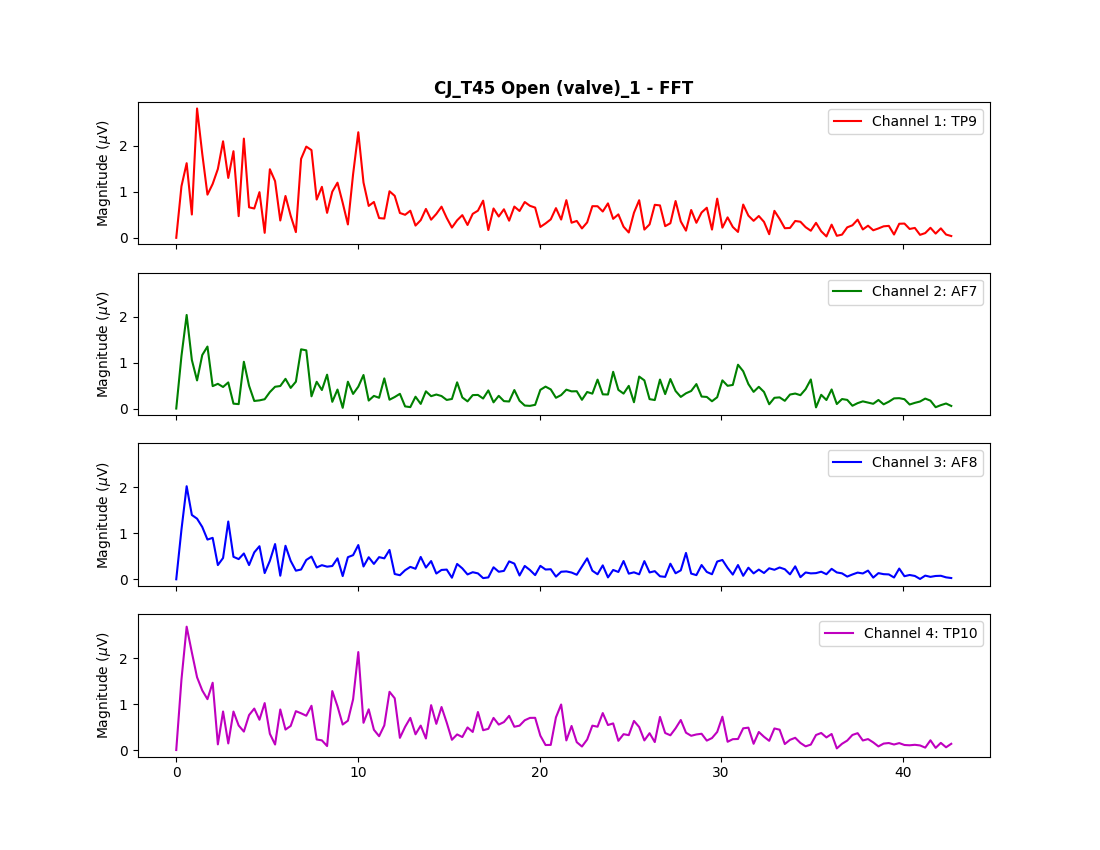 CJ_T45 Open (valve)_1 - FFT
Channel 1: TP9
Magnitude (μV)
2
1
0
Channel 2: AF7
Magnitude (μV)
2
1
0
Channel 3: AF8
Magnitude (μV)
2
1
0
Channel 4: TP10
Magnitude (μV)
2
1
0
0 10 20 30 40